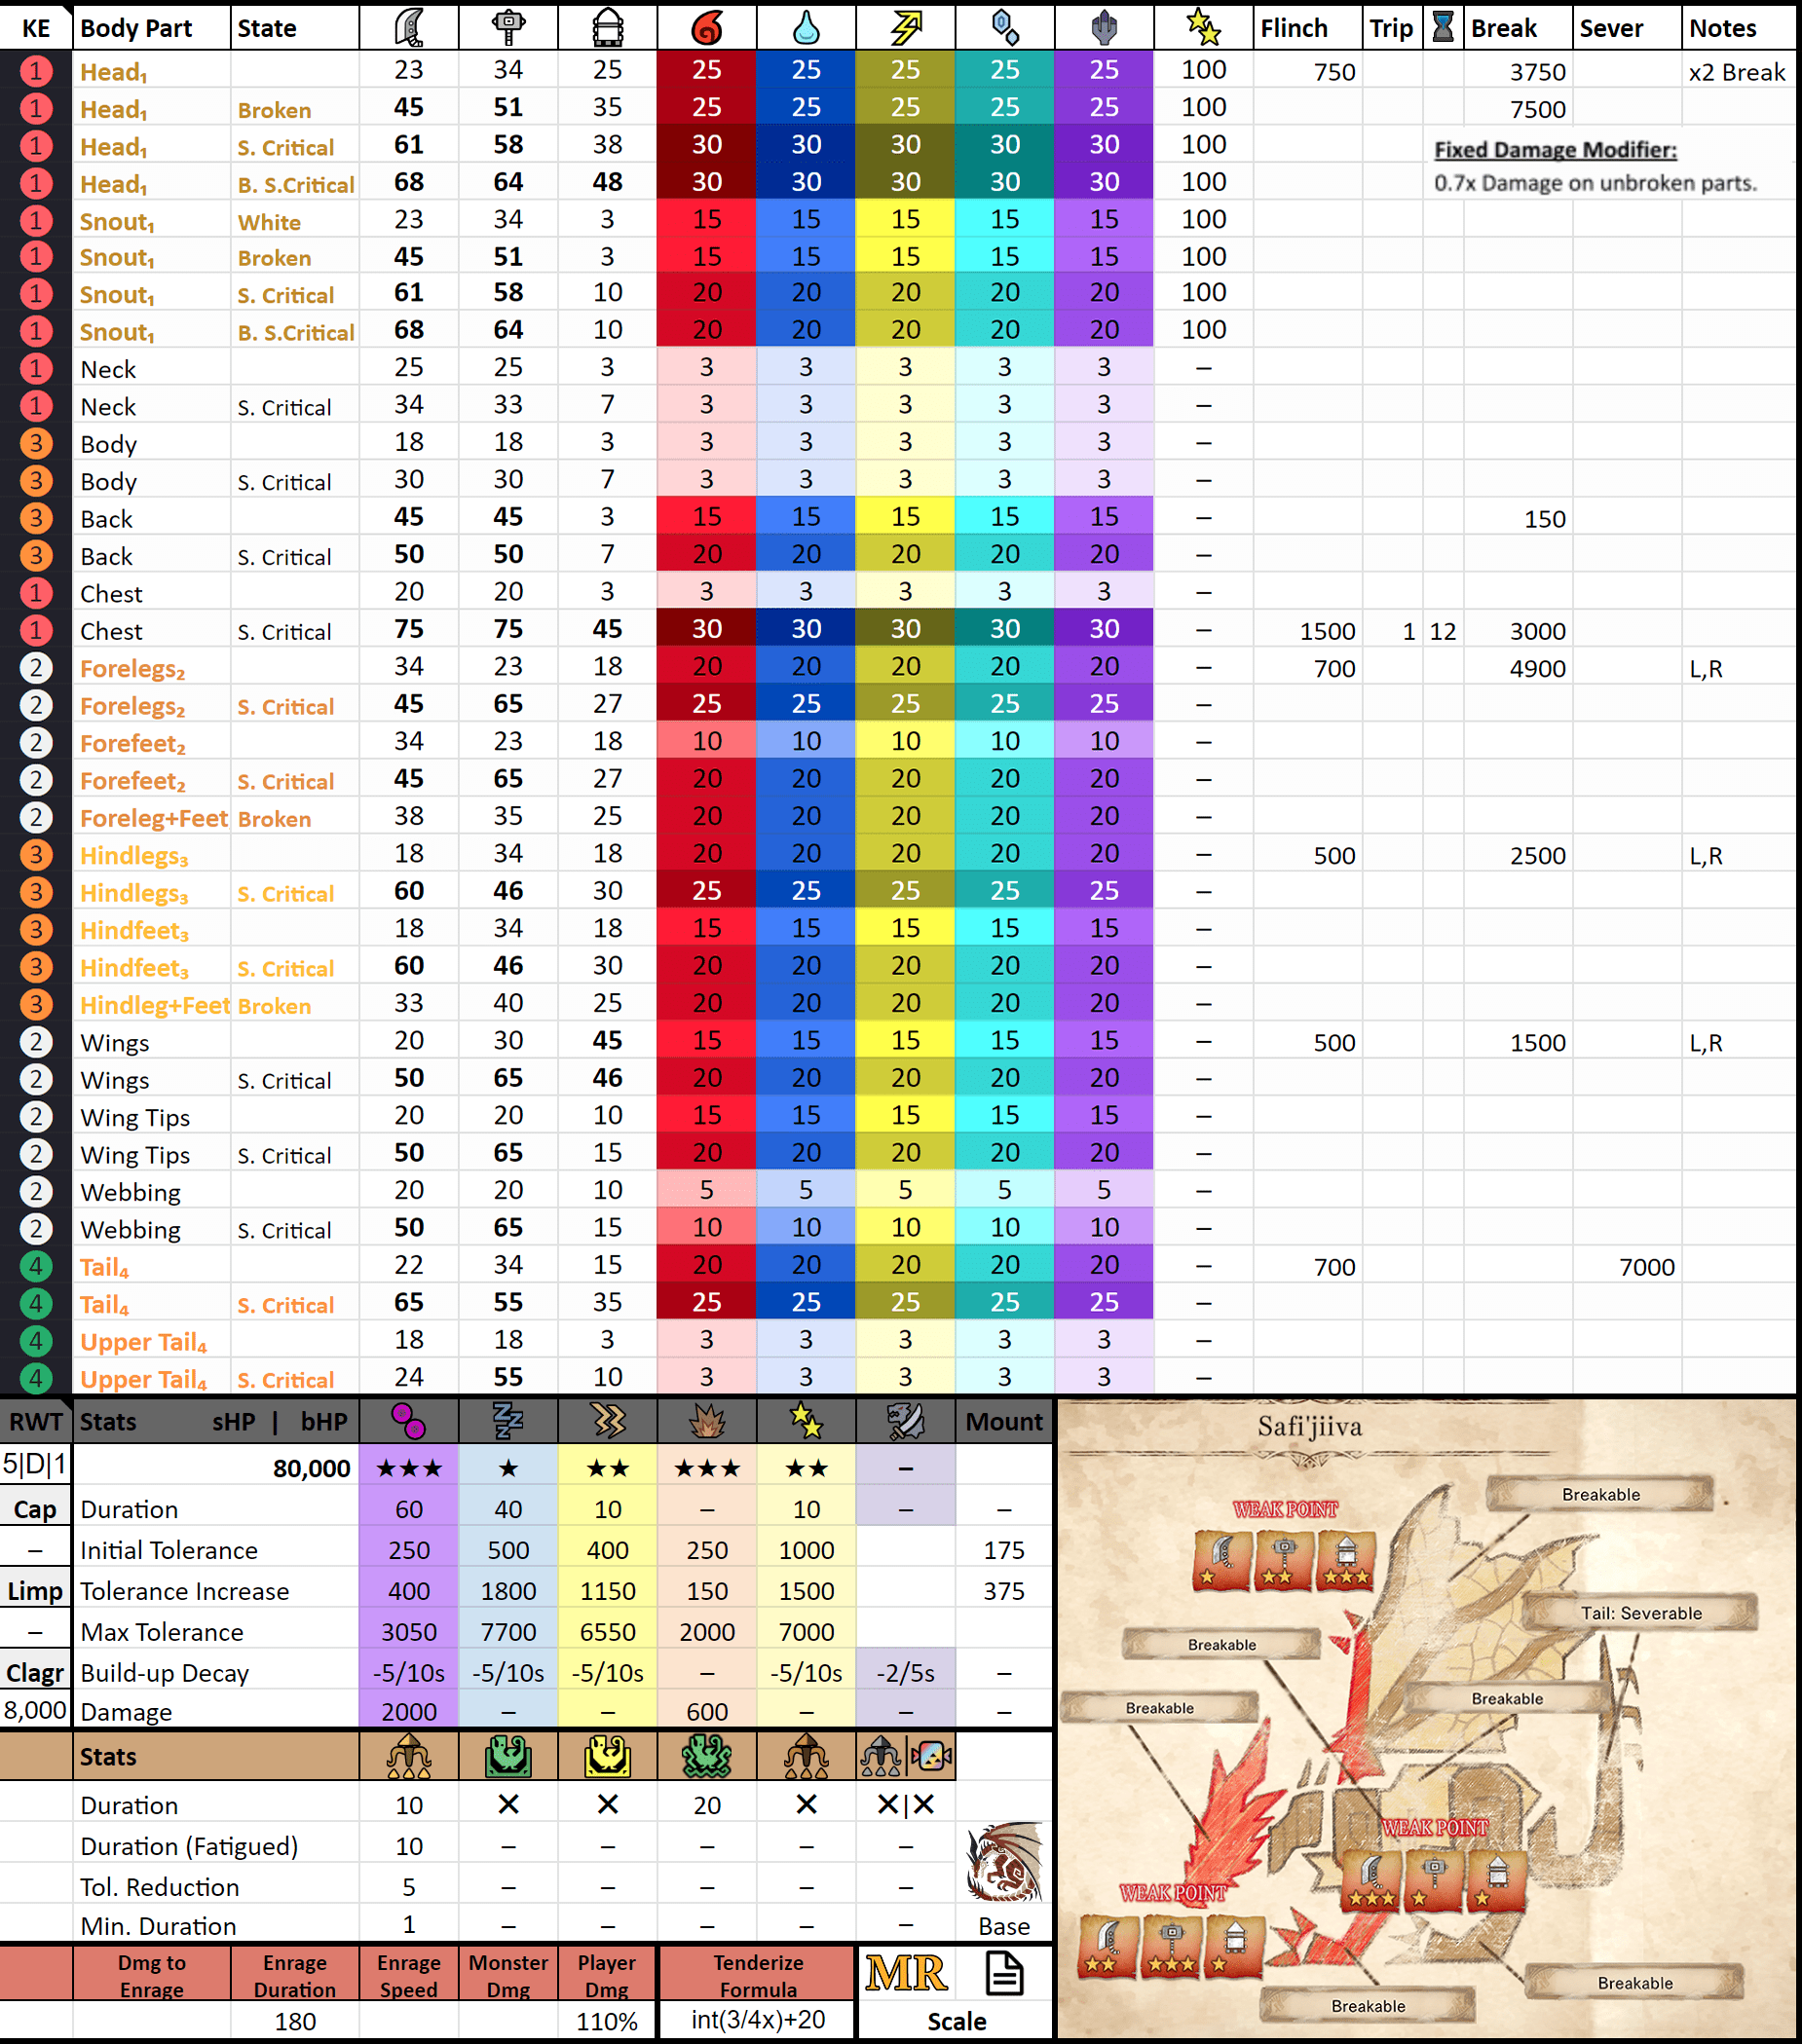 KE Body Part State Flinch Trip Break Sever Notes
1 Head₁ 23 34 25 25 25 25 25 25 100 750 3750 x2 Break
1 Head₁ Broken 45 51 35 25 25 25 25 25 100 7500
1 Head₁ S. Critical 61 58 38 30 30 30 30 30 100
Fixed Damage Modifier:
1 Head₁ B. S.Critical 68 64 48 30 30 30 30 30 100
0.7x Damage on unbroken parts.
1 Snout₁ White 23 34 3 15 15 15 15 15 100
1 Snout₁ Broken 45 51 3 15 15 15 15 15 100
1 Snout₁ S. Critical 61 58 10 20 20 20 20 20 100
1 Snout₁ B. S.Critical 68 64 10 20 20 20 20 20 100
1 Neck 25 25 3 3 3 3 3 3 –
1 Neck S. Critical 34 33 7 3 3 3 3 3 –
3 Body 18 18 3 3 3 3 3 3 –
3 Body S. Critical 30 30 7 3 3 3 3 3 –
3 Back 45 45 3 15 15 15 15 15 – 150
3 Back S. Critical 50 50 7 20 20 20 20 20 –
1 Chest 20 20 3 3 3 3 3 3 –
1 Chest S. Critical 75 75 45 30 30 30 30 30 – 1500 1 12 3000
2 Forelegs₂ 34 23 18 20 20 20 20 20 – 700 4900 L,R
2 Forelegs₂ S. Critical 45 65 27 25 25 25 25 25 –
2 Forefeet₂ 34 23 18 10 10 10 10 10 –
2 Forefeet₂ S. Critical 45 65 27 20 20 20 20 20 –
2 Foreleg+Feet Broken 38 35 25 20 20 20 20 20 –
3 Hindlegs₃ 18 34 18 20 20 20 20 20 – 500 2500 L,R
3 Hindlegs₃ S. Critical 60 46 30 25 25 25 25 25 –
3 Hindfeet₃ 18 34 18 15 15 15 15 15 –
3 Hindfeet₃ S. Critical 60 46 30 20 20 20 20 20 –
3 Hindleg+Feet Broken 33 40 25 20 20 20 20 20 –
2 Wings 20 30 45 15 15 15 15 15 – 500 1500 L,R
2 Wings S. Critical 50 65 46 20 20 20 20 20 –
2 Wing Tips 20 20 10 15 15 15 15 15 –
2 Wing Tips S. Critical 50 65 15 20 20 20 20 20 –
2 Webbing 20 20 10 5 5 5 5 5 –
2 Webbing S. Critical 50 65 15 10 10 10 10 10 –
4 Tail₄ 22 34 15 20 20 20 20 20 – 700 7000
4 Tail₄ S. Critical 65 55 35 25 25 25 25 25 –
4 Upper Tail₄ 18 18 3 3 3 3 3 3 –
4 Upper Tail₄ S. Critical 24 55 10 3 3 3 3 3 –
RWT Stats sHP | bHP Mount
5|D|1 80,000 ★★★ ★ ★★ ★★★ ★★ –
Cap Duration 60 40 10 – 10 – –
– Initial Tolerance 250 500 400 250 1000 175
Limp Tolerance Increase 400 1800 1150 150 1500 375
– Max Tolerance 3050 7700 6550 2000 7000
Clagr Build-up Decay -5/10s -5/10s -5/10s – -5/10s -2/5s –
8,000 Damage 2000 – – 600 – – –
Stats
Duration 10 ✕ ✕ 20 ✕ ✕|✕
Duration (Fatigued) 10 – – – – –
Tol. Reduction 5 – – – – –
Min. Duration 1 – – – – – Base
Dmg to Enrage Enrage Duration Enrage Speed Monster Dmg Player Dmg Tenderize Formula MR
180 110% int(3/4x)+20 Scale
Safi'jiiva
Breakable
WEAK POINT
★ ★★ ★★★
Tail: Severable
Breakable
Breakable
Breakable
WEAK POINT
★★★ ★ ★
WEAK POINT
★★ ★★★ ★
Breakable
Breakable